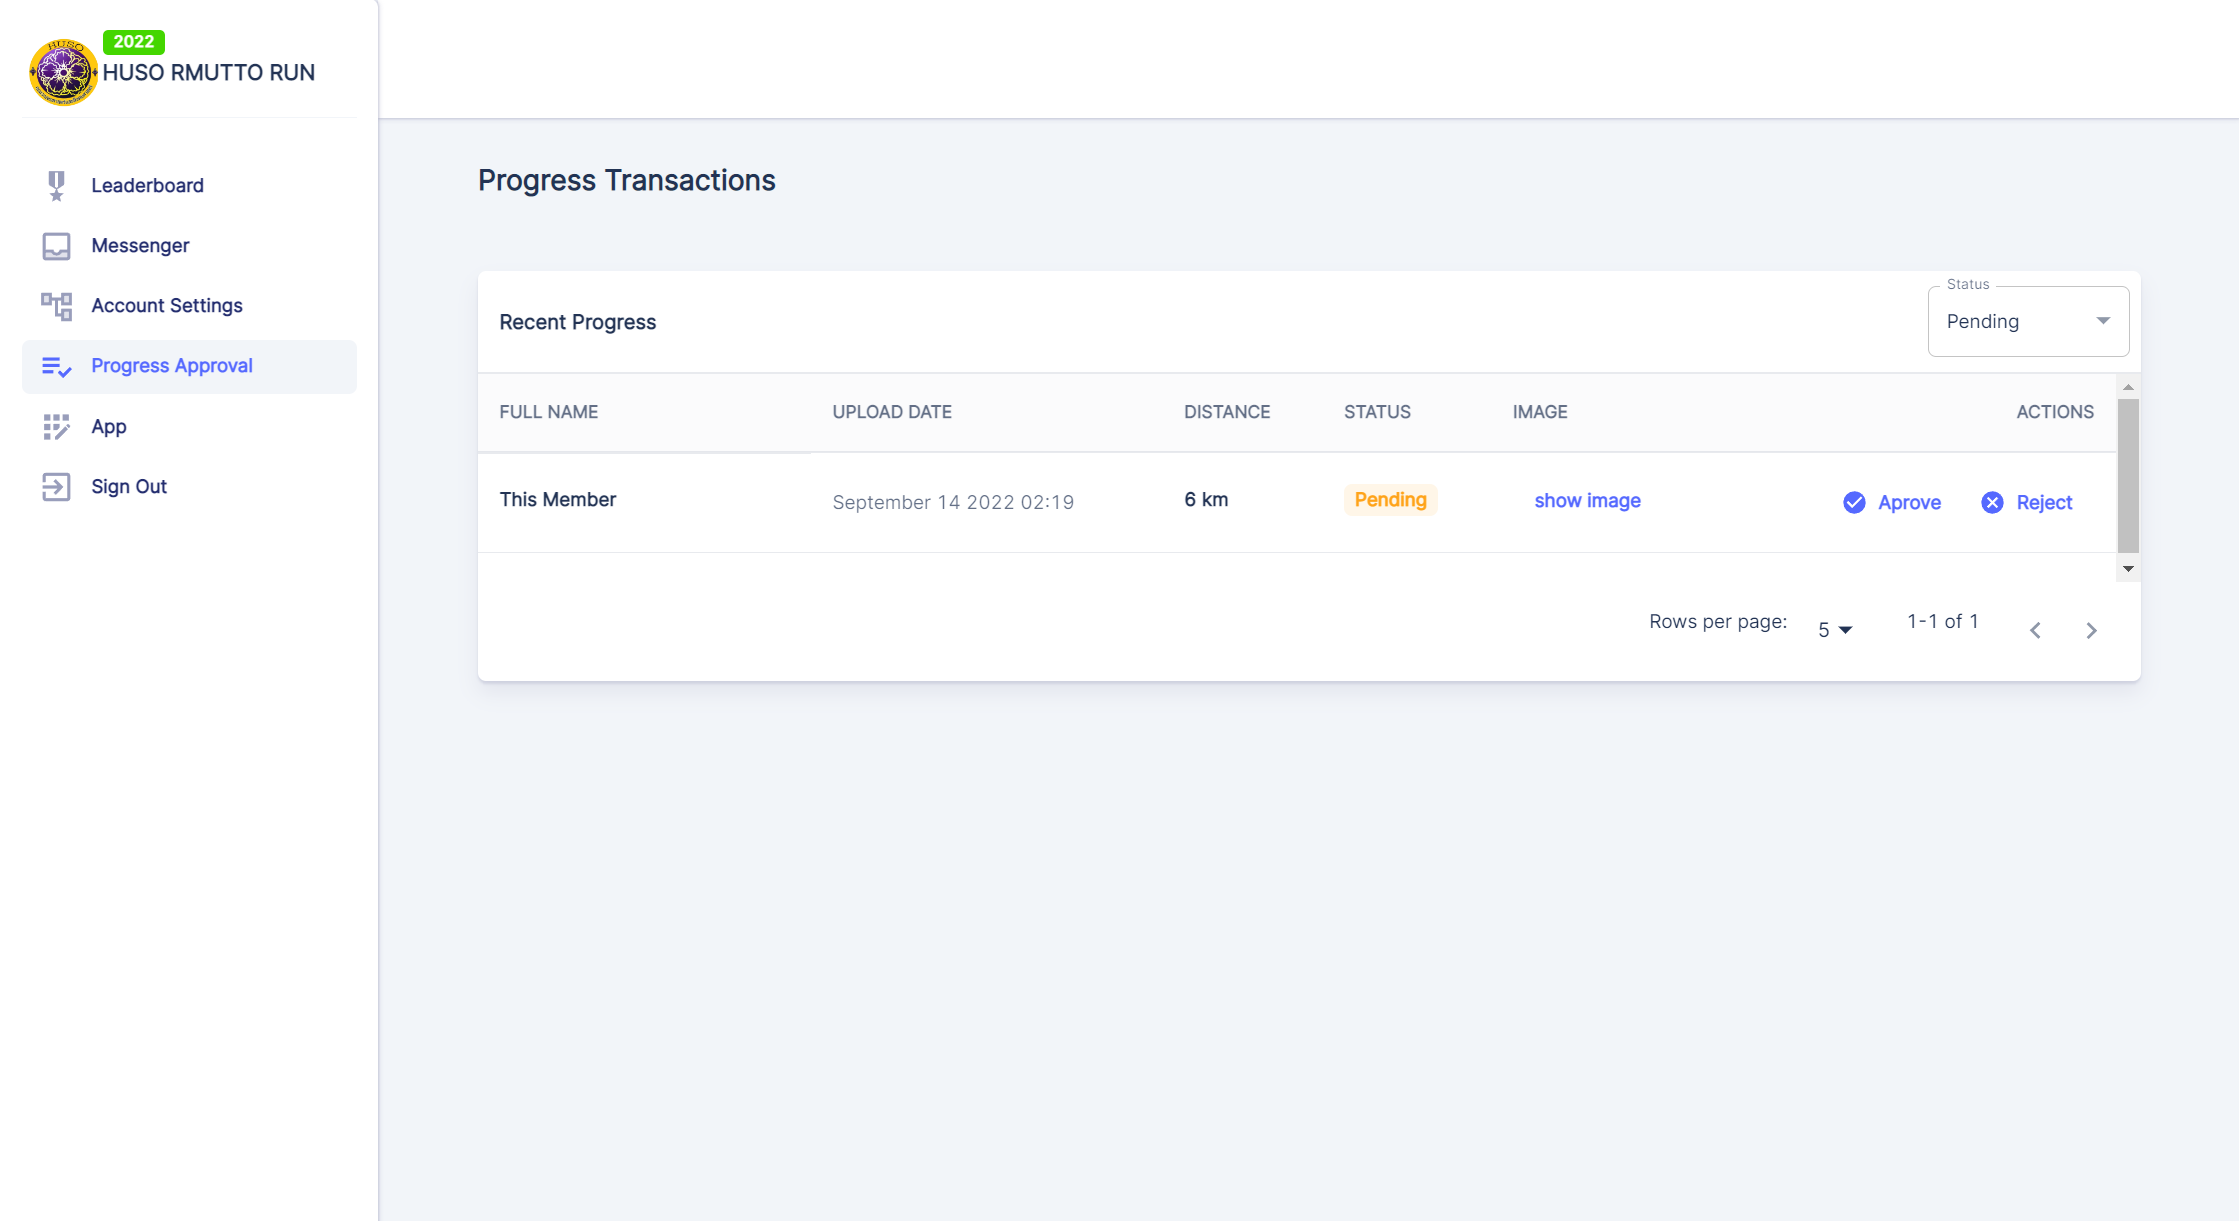 2022
HUSO RMUTTO RUN
Leaderboard
Messenger
Account Settings
Progress Approval
App
Sign Out
Progress Transactions
Recent Progress
Status
Pending
FULL NAME UPLOAD DATE DISTANCE STATUS IMAGE ACTIONS
This Member September 14 2022 02:19 6 km Pending show image Aprove Reject
Rows per page: 5 1-1 of 1
HUSO